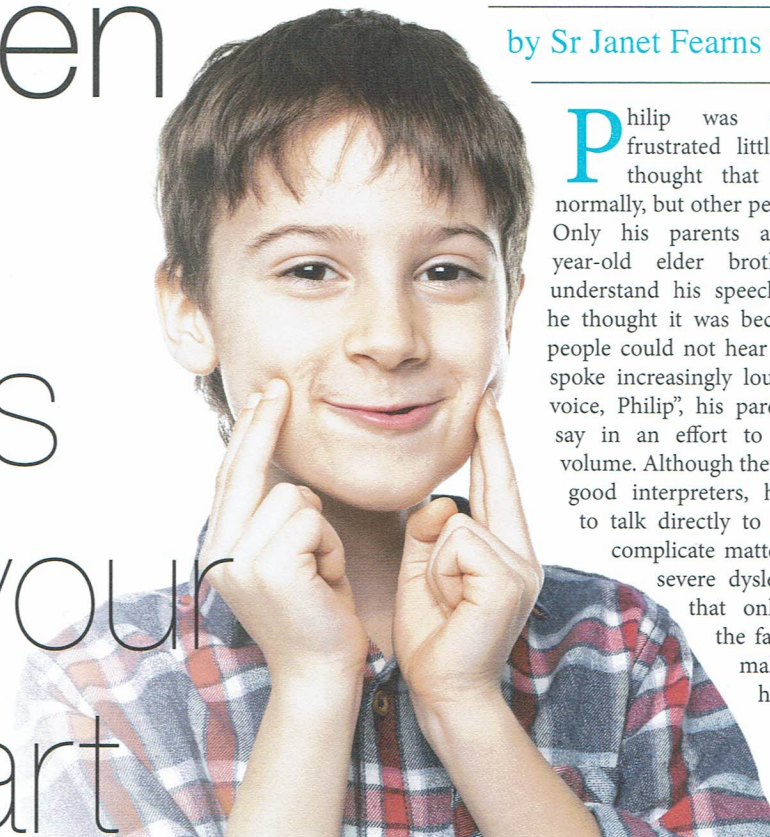 en
s
your
art
by Sr Janet Fearns
Philip was
frustrated littl
thought that
normally, but other pe
Only his parents a
year-old elder brot
understand his speech
he thought it was bec
people could not hear
spoke increasingly lou
voice, Philip”, his pare
say in an effort to
volume. Although the
good interpreters, h
to talk directly to
complicate matte
severe dysle
that onl
the fa
ma
h